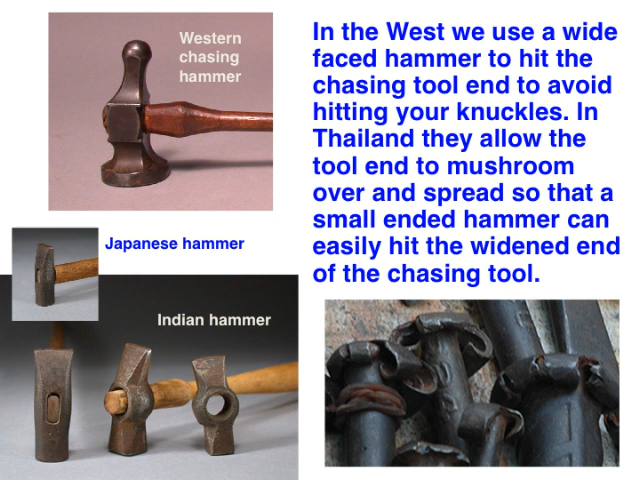 Western
chasing
hammer
In the West we use a wide
faced hammer to hit the
chasing tool end to avoid
hitting your knuckles. In
Thailand they allow the
tool end to mushroom
over and spread so that a
small ended hammer can
easily hit the widened end
of the chasing tool.
Japanese hammer
Indian hammer